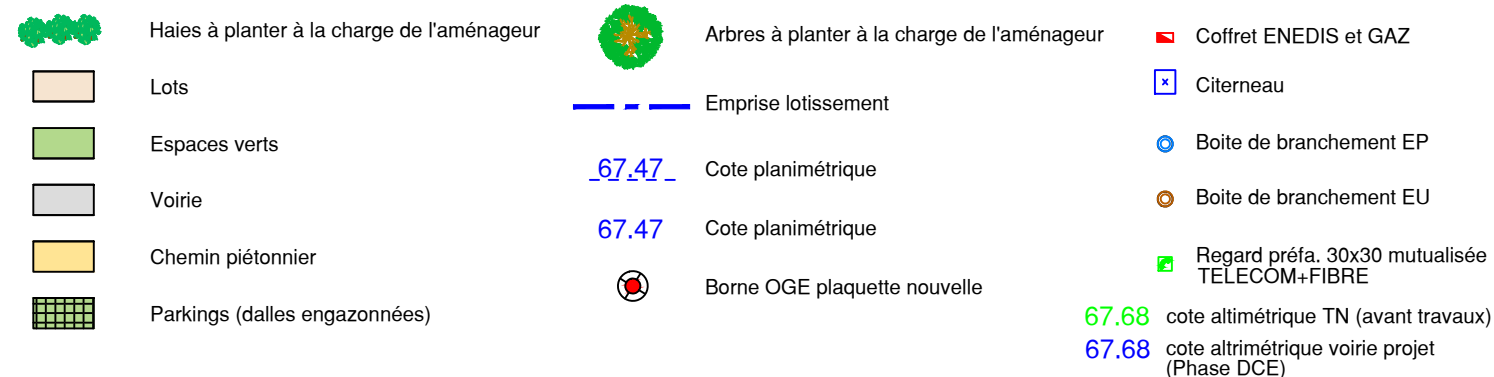 Haies à planter à la charge de l'aménageur
Lots
Espaces verts
Voirie
Chemin piétonnier
Parkings (dalles engazonnées)
Arbres à planter à la charge de l'aménageur
Emprise lotissement
67.47 Cote planimétrique
67.47 Cote planimétrique
Borne OGE plaquette nouvelle
Coffret ENEDIS et GAZ
x Citerneau
Boite de branchement EP
Boite de branchement EU
Regard préfa. 30x30 mutualisée
TELECOM+FIBRE
67.68 cote altimétrique TN (avant travaux)
67.68 cote altrimétrique voirie projet
(Phase DCE)